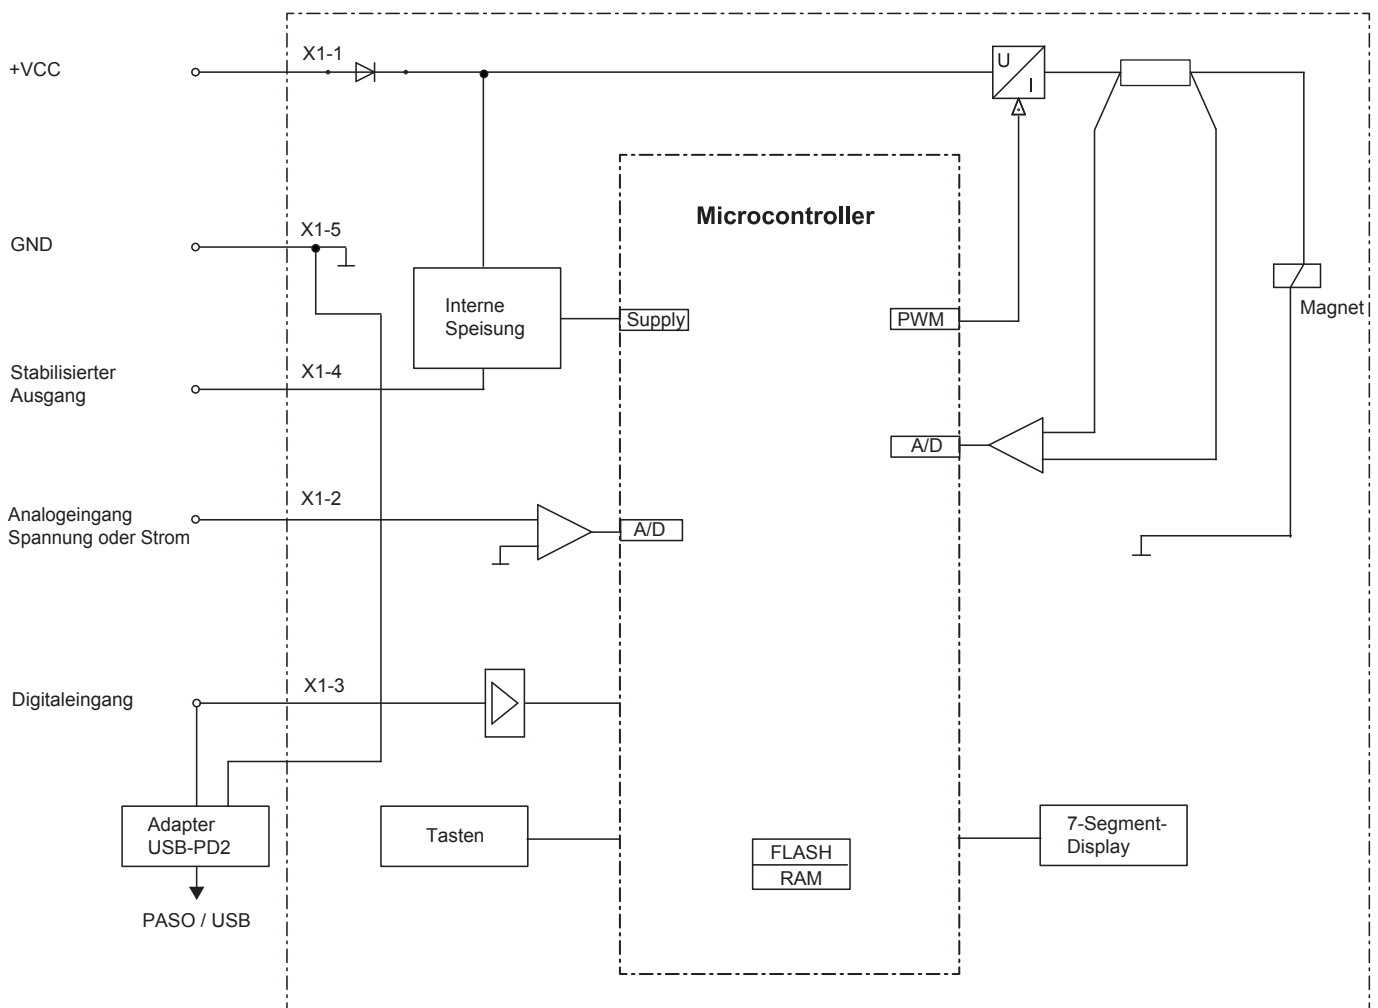 +VCC
X1-1
U
I
Microcontroller
GND
X1-5
Interne
Speisung
Supply
PWM
Magnet
Stabilisierter
Ausgang
X1-4
A/D
Analogeingang
Spannung oder Strom
X1-2
A/D
Digitaleingang
X1-3
Adapter
USB-PD2
Tasten
FLASH
RAM
7-Segment-
Display
PASO / USB